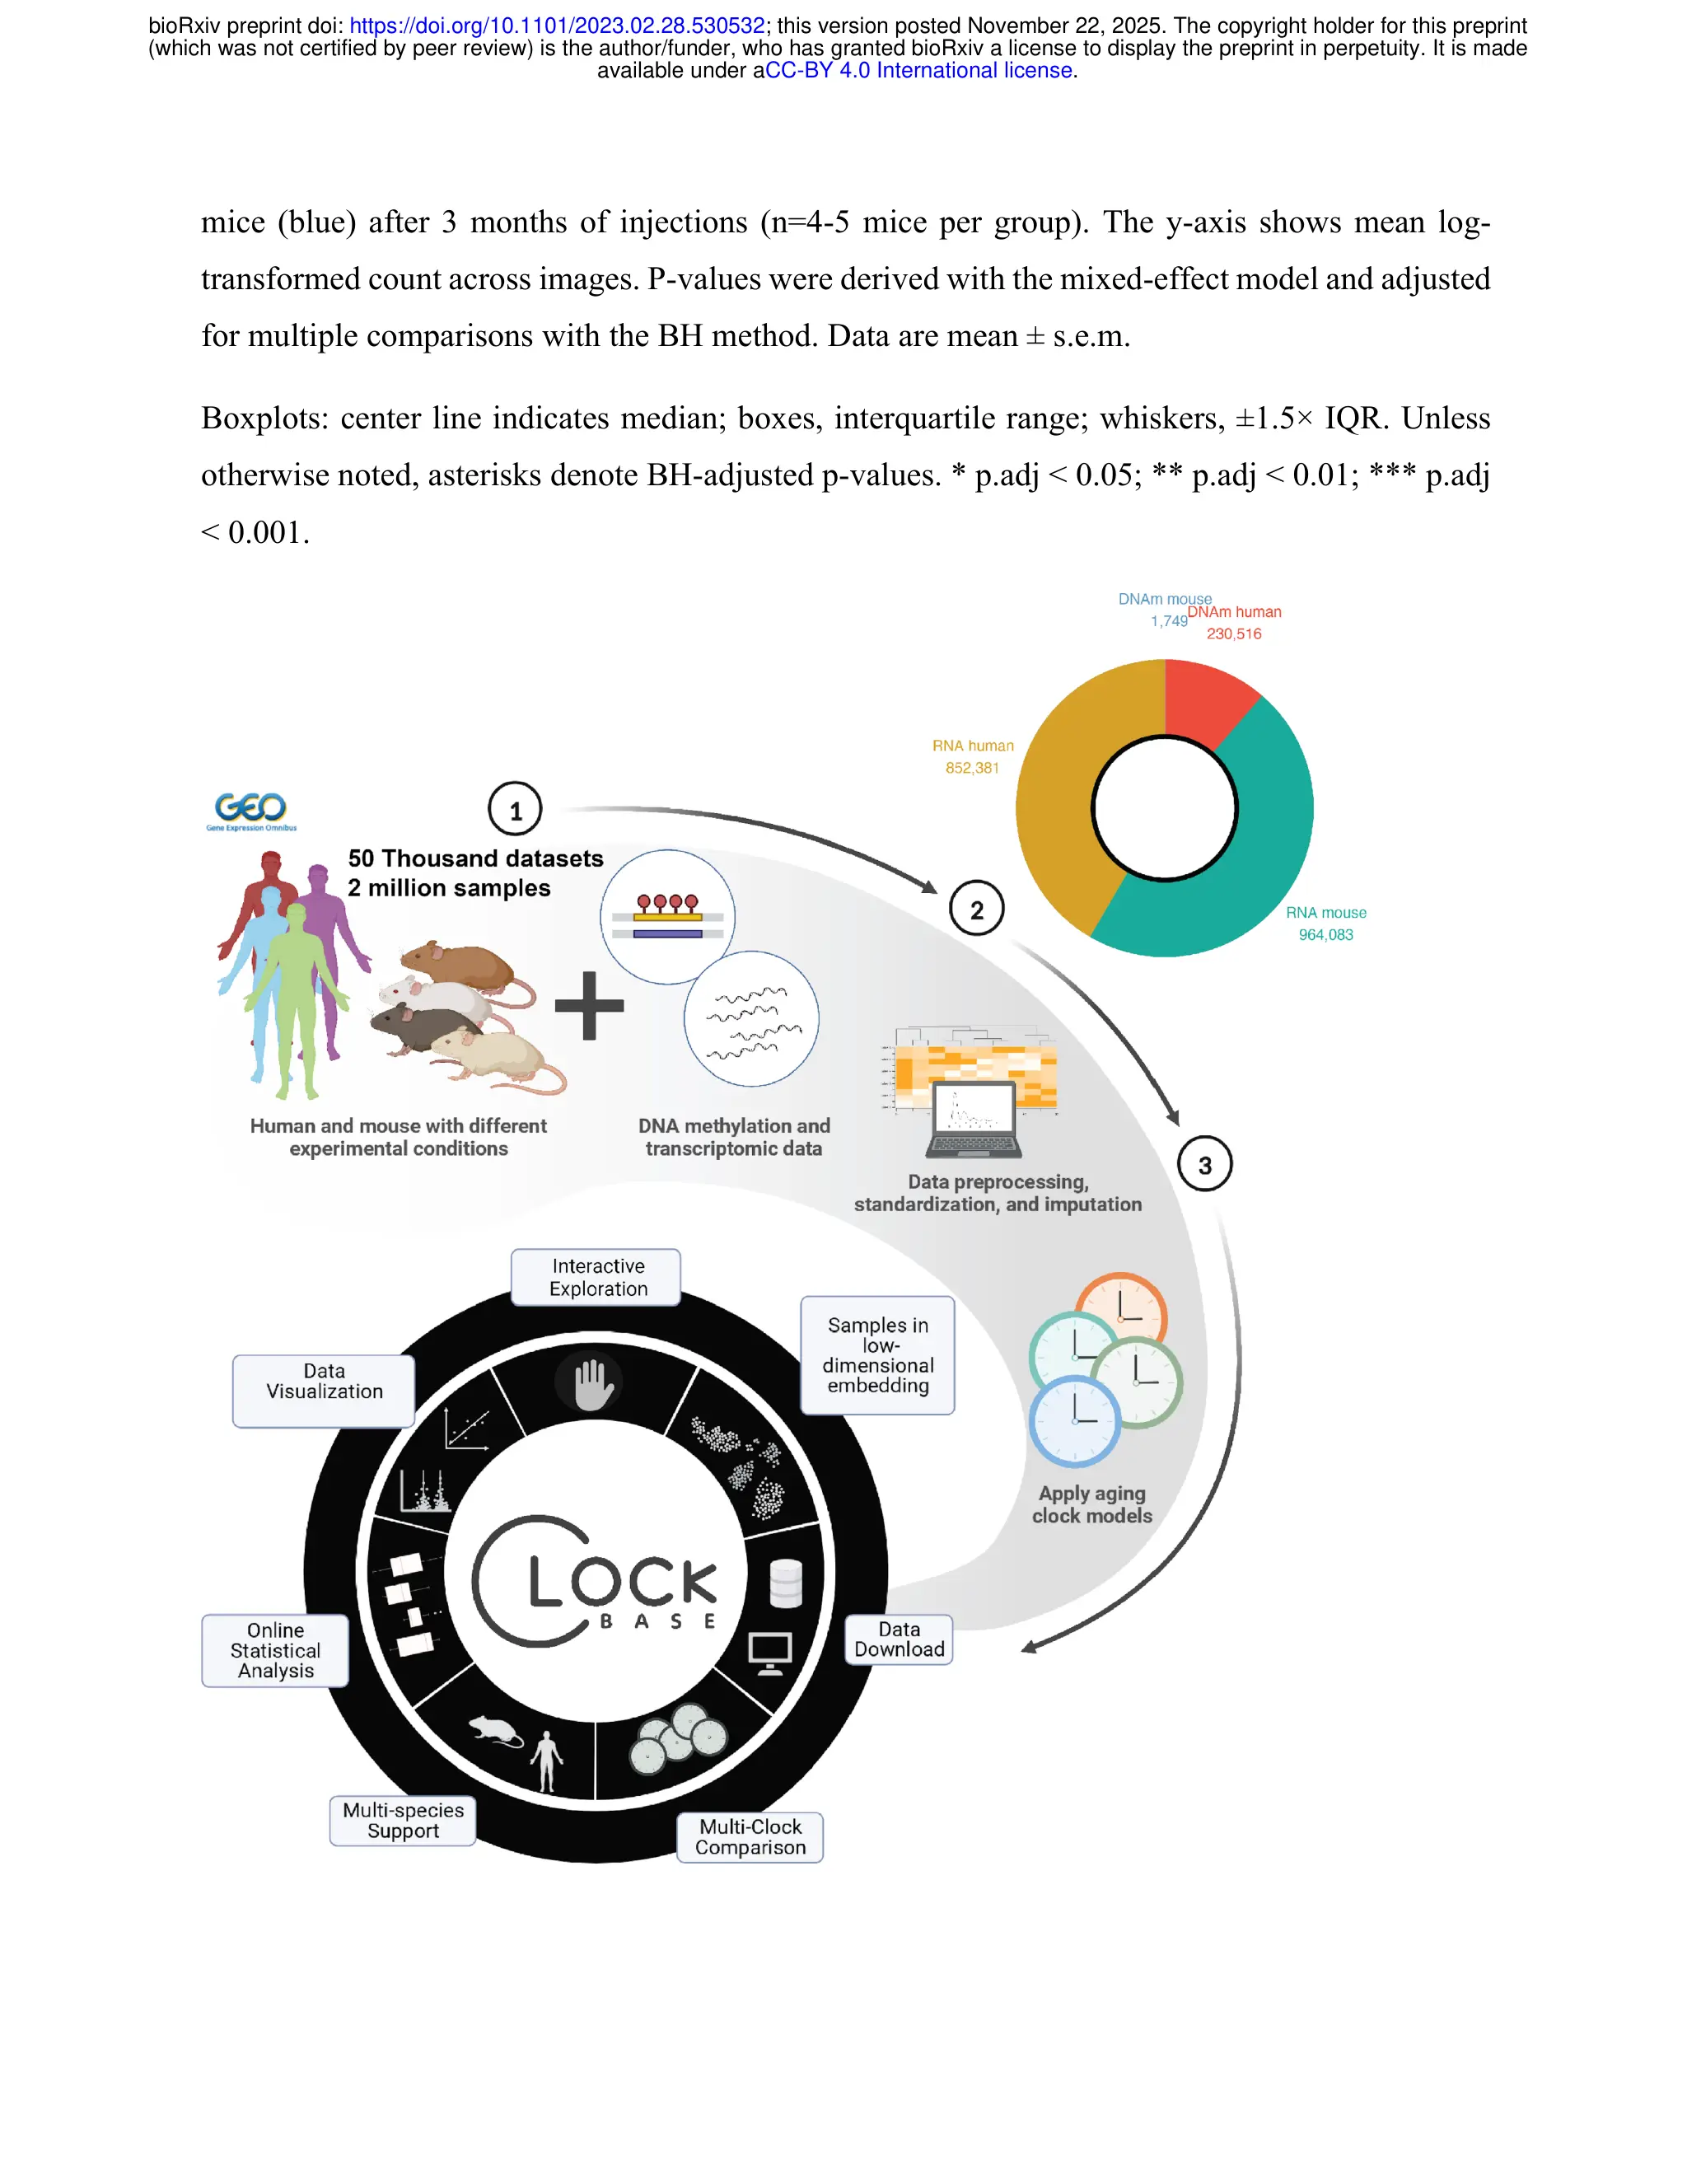 bioRxiv preprint doi: https://doi.org/10.1101/2023.02.28.530532; this version posted November 22, 2025. The copyright holder for this preprint
(which was not certified by peer review) is the author/funder, who has granted bioRxiv a license to display the preprint in perpetuity. It is made
available under aCC-BY 4.0 International license.
mice (blue) after 3 months of injections (n=4-5 mice per group). The y-axis shows mean log-
transformed count across images. P-values were derived with the mixed-effect model and adjusted
for multiple comparisons with the BH method. Data are mean ± s.e.m.
Boxplots: center line indicates median; boxes, interquartile range; whiskers, ±1.5× IQR. Unless
otherwise noted, asterisks denote BH-adjusted p-values. * p.adj < 0.05; ** p.adj < 0.01; *** p.adj
< 0.001.
DNAm mouse
1,749
DNAm human
230,516
RNA human
852,381
RNA mouse
964,083
GEO
Gene Expression Omnibus
1
50 Thousand datasets
2 million samples
2
Human and mouse with different
experimental conditions
DNA methylation and
transcriptomic data
3
Data preprocessing,
standardization, and imputation
Interactive
Exploration
Samples in
low-
dimensional
embedding
Data
Visualization
Apply aging
clock models
CLOCK
BASE
Online
Statistical
Analysis
Data
Download
Multi-species
Support
Multi-Clock
Comparison